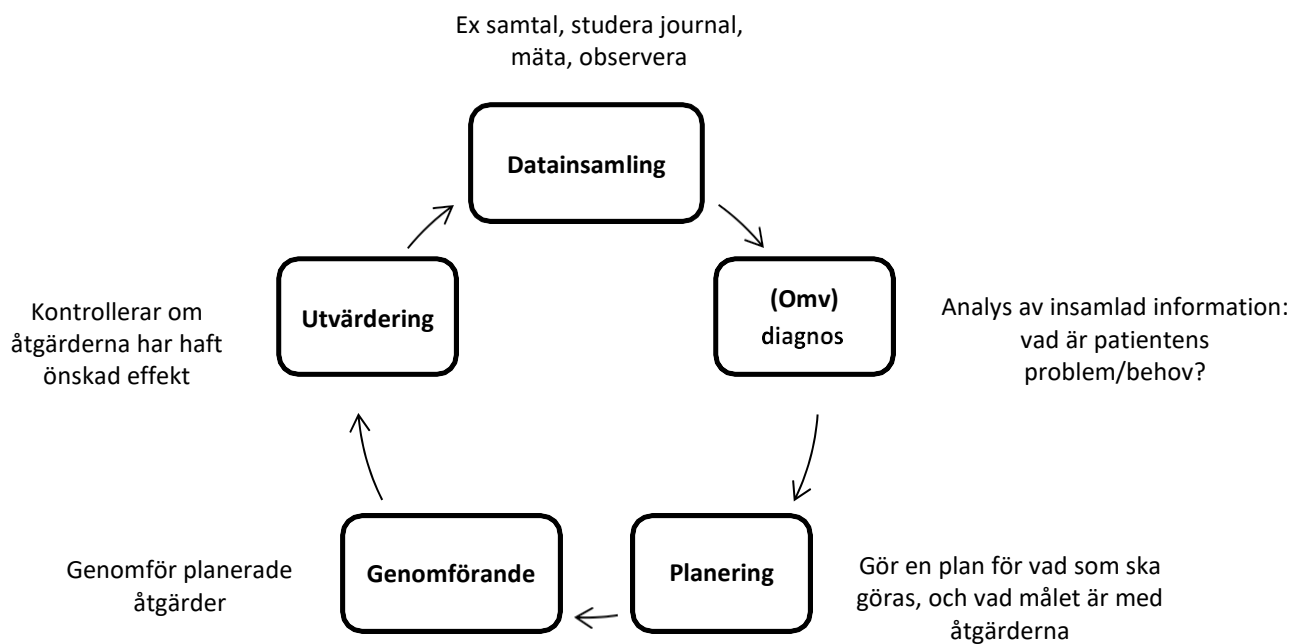 Ex samtal, studera journal,
mäta, observera
Datainsamling
(Omv)
diagnos
Analys av insamlad information:
vad är patientens
problem/behov?
Planering
Gör en plan för vad som ska
göras, och vad målet är med
åtgärderna
Genomförande
Genomför planerade
åtgärder
Utvärdering
Kontrollerar om
åtgärderna har haft
önskad effekt